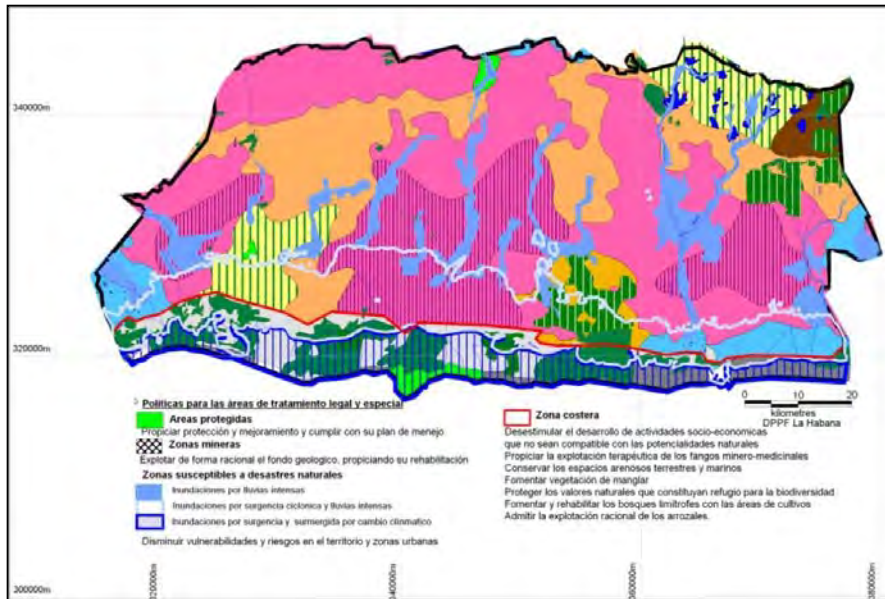 340000m
320000m
300000m
0 10 20
kilometres
DPPF La Habana
Políticas para las áreas de tratamiento legal y especial
Areas protegidas
Propiciar protección y mejoramiento y cumplir con su plan de menejo
Zonas mineras
Explotar de forma racional el fondo geologico, propiciando su rehabilitación
Zonas susceptibles a desastres naturales
Inundaciones por lluvias intensas
Inundaciones por surgencia ciclónica y lluvias intensas
Inundaciones por surgencia y sumergida por cambio climatico
Disminuir vulnerabilidades y riesgos en el territorio y zonas urbanas
Zona costera
Desestimular el desarrollo de actividades socio-economicas
que no sean compatible con las potencialidades naturales
Propiciar la explotación terapéutica de los fangos minero-medicinales
Conservar los espacios arenosos terrestres y marinos
Fomentar vegetación de manglar
Proteger los valores naturales que constituyan refugio para la biodiversidad
Fomentar y rehabilitar los bosques limítrofes con las áreas de cultivos
Admitir la explotación racional de los arrozales.